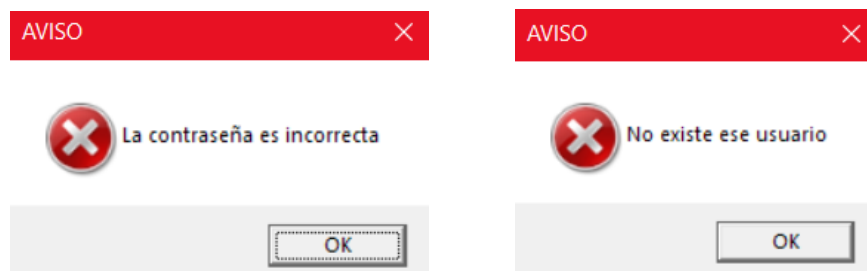 AVISO
La contraseña es incorrecta
OK
AVISO
No existe ese usuario
OK